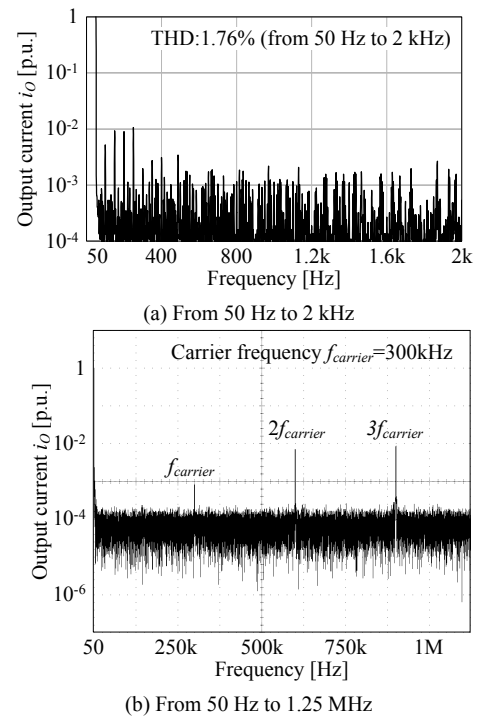 THD:1.76% (from 50 Hz to 2 kHz)
Output current iO [p.u.]
1
10-1
10-2
10-3
10-4
50 400 800 1.2k 1.6k 2k
Frequency [Hz]
(a) From 50 Hz to 2 kHz
Carrier frequency fcarrier=300kHz
Output current iO [p.u.]
1
10-2
10-4
10-6
fcarrier
2fcarrier
3fcarrier
50 250k 500k 750k 1M
Frequency [Hz]
(b) From 50 Hz to 1.25 MHz